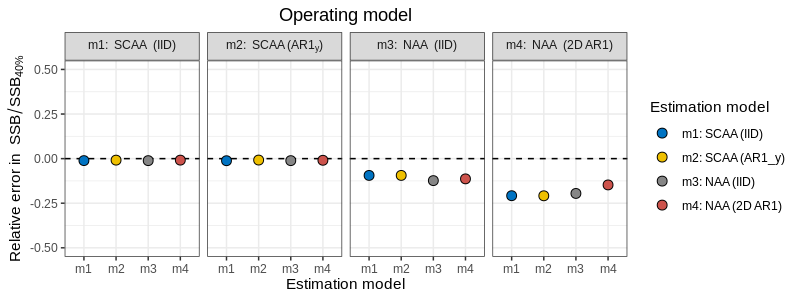 Operating model
m1: SCAA (IID)
m2: SCAA (AR1y)
m3: NAA (IID)
m4: NAA (2D AR1)
Relative error in SSB/SSB40%
0.50
0.25
0.00
-0.25
-0.50
m1 m2 m3 m4
m1 m2 m3 m4
m1 m2 m3 m4
m1 m2 m3 m4
Estimation model
Estimation model
m1: SCAA (IID)
m2: SCAA (AR1_y)
m3: NAA (IID)
m4: NAA (2D AR1)